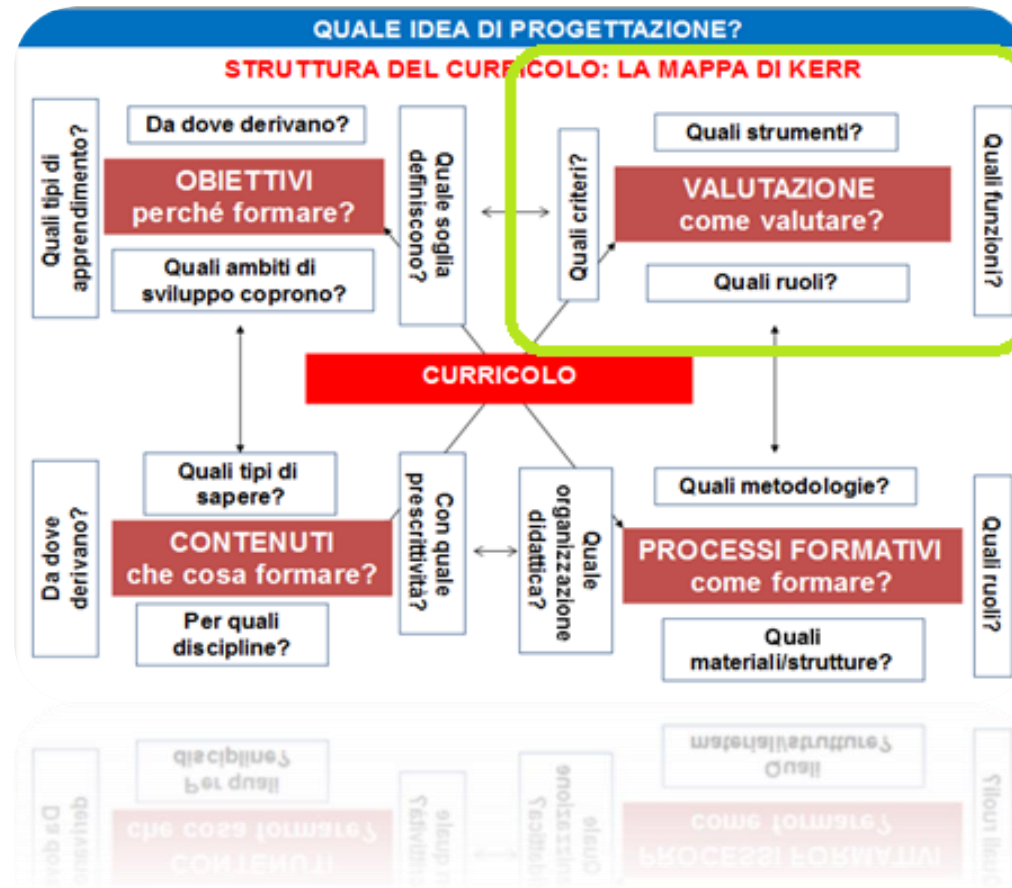 QUALE IDEA DI PROGETTAZIONE?
STRUTTURA DEL CURRICOLO: LA MAPPA DI KERR
Quali tipi di
apprendimento?
Da dove derivano?
OBIETTIVI
perché formare?
Quali ambiti di
sviluppo coprono?
Quale soglia
definiscono?
Quali criteri?
Quali strumenti?
VALUTAZIONE
come valutare?
Quali ruoli?
Quali funzioni?
CURRICOLO
Da dove
derivano?
Quali tipi di
sapere?
CONTENUTI
che cosa formare?
Per quali
discipline?
Con quale
prescrittività?
Quale
organizzazione
didattica?
Quali metodologie?
PROCESSI FORMATIVI
come formare?
Quali
materiali/strutture?
Quali ruoli?